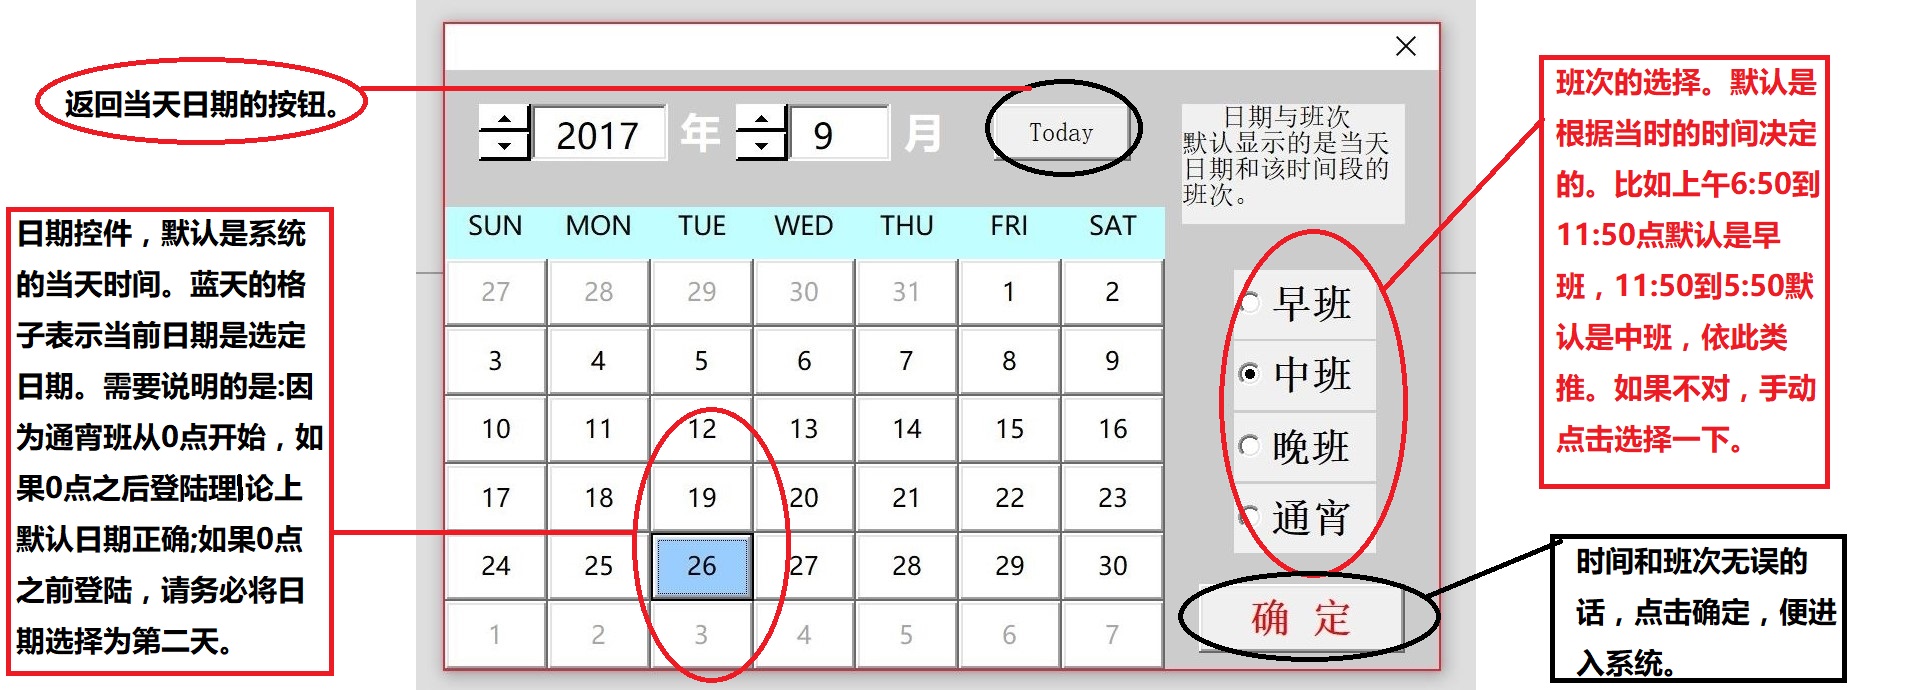 返回当天日期的按钮。
日期控件，默认是系统
的当天时间。蓝天的格
子表示当前日期是选定
日期。需要说明的是:因
为通宵班从0点开始，如
果0点之后登陆理论上
默认日期正确;如果0点
之前登陆，请务必将日
期选择为第二天。
2017 年 9 月 Today
SUN MON TUE WED THU FRI SAT
27 28 29 30 31 1 2
3 4 5 6 7 8 9
10 11 12 13 14 15 16
17 18 19 20 21 22 23
24 25 26 27 28 29 30
1 2 3 4 5 6 7
日期与班次
默认显示的是当天
日期和该时间段的
班次。
早班
中班
晚班
通宵
确 定
班次的选择。默认是
根据当时的时间决定
的。比如上午6:50到
11:50点默认是早
班，11:50到5:50默
认是中班，依此类
推。如果不对，手动
点击选择一下。
时间和班次无误的
话，点击确定，便进
入系统。